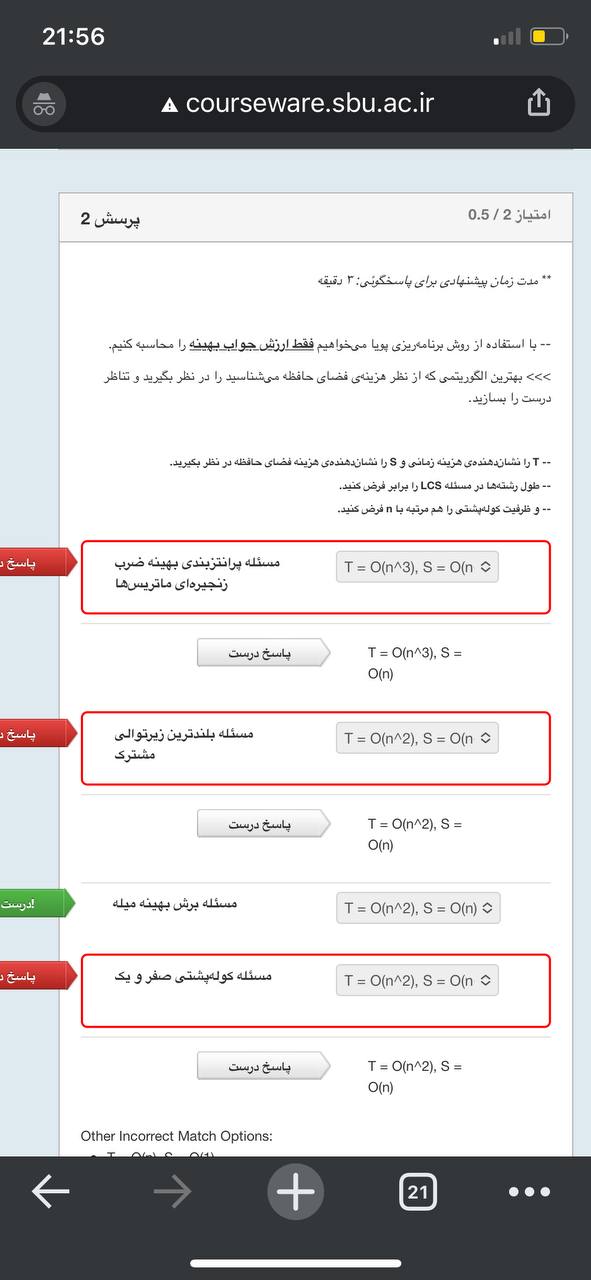 21:56
courseware.sbu.ac.ir
پرسش 2
امتیاز 2 / 0.5
** مدت زمان پیشنهادی برای پاسخگوئی: ۳ دقیقه
-- با استفاده از روش برنامه‌ریزی پویا می‌خواهیم فقط ارزش جواب بهینه را محاسبه کنیم.
>>> بهترین الگوریتمی که از نظر هزینه‌ی فضای حافظه می‌شناسید را در نظر بگیرید و تناظر
درست را بسازید.
-- T را نشان‌دهنده‌ی هزینه زمانی و S را نشان‌دهنده‌ی هزینه فضای حافظه در نظر بگیرید.
-- طول رشته‌ها در مسئله LCS را برابر فرض کنید.
-- و ظرفیت کوله‌پشتی را هم مرتبه با n فرض کنید.
پاسخ د
مسئله پرانتزبندی بهینه ضرب
زنجیره‌ای ماتریس‌ها
T = O(n^3), S = O(n
پاسخ درست
T = O(n^3), S =
O(n)
پاسخ د
مسئله بلندترین زیرتوالی
مشترک
T = O(n^2), S = O(n
پاسخ درست
T = O(n^2), S =
O(n)
درست!
مسئله برش بهینه میله
T = O(n^2), S = O(n)
پاسخ د
مسئله کوله‌پشتی صفر و یک
T = O(n^2), S = O(n
پاسخ درست
T = O(n^2), S =
O(n)
Other Incorrect Match Options:
T = O(n), S = O(1)
21